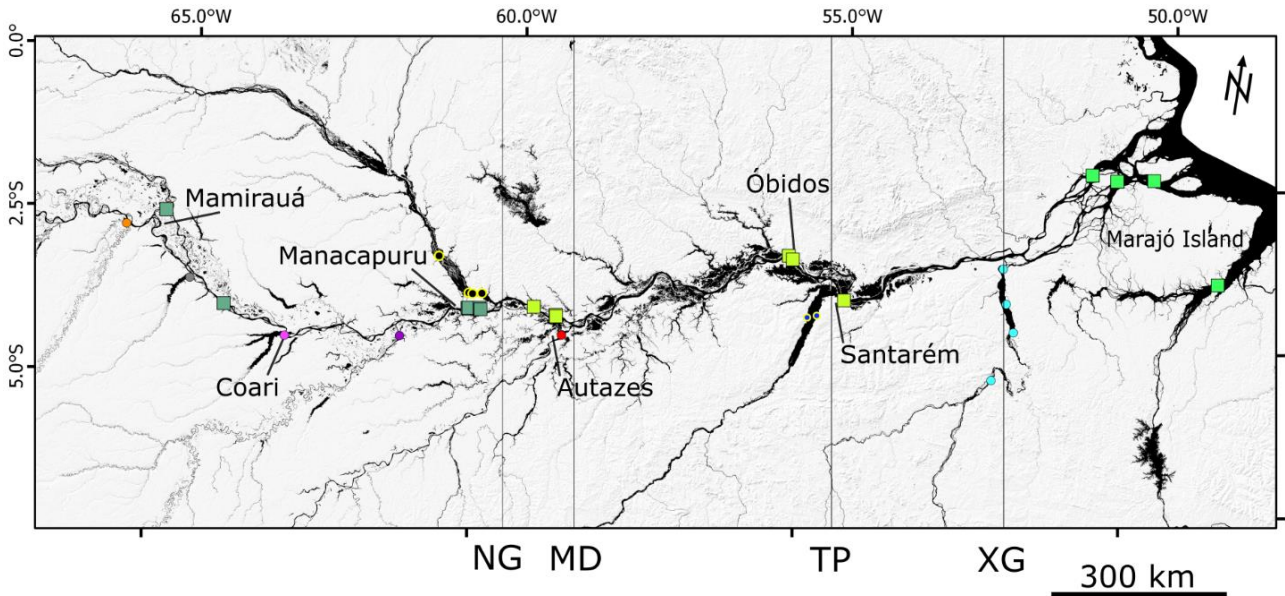 65.0°W 60.0°W 55.0°W 50.0°W
0.0°
N
2.5°S
Mamirauá
Óbidos
Manacapuru
Marajó Island
5.0°S
Coari
Autazes
Santarém
NG MD TP XG
300 km